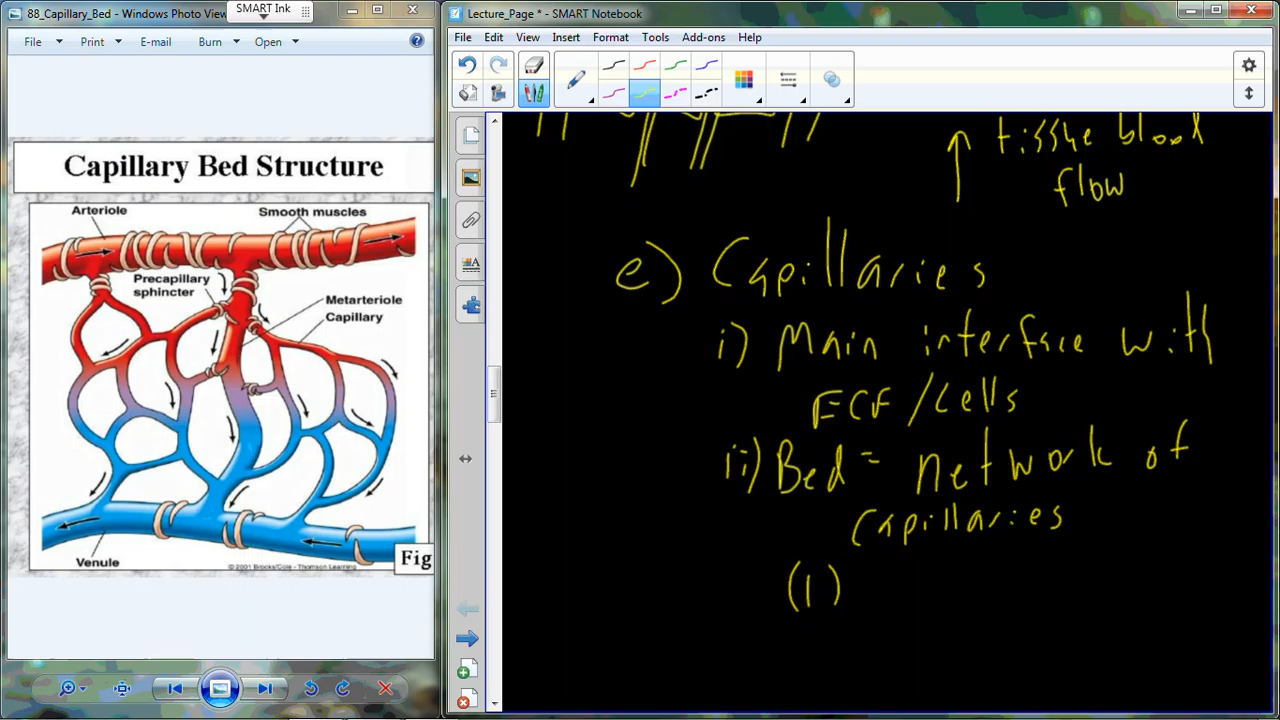 88_Capillary_Bed - Windows Photo View
SMART Ink
File
Print
E-mail
Burn
Open
Capillary Bed Structure
Arteriole
Smooth muscles
Precapillary
sphincter
Metarteriole
Capillary
Venule
© 2001 Brooks/Cole - Thomson Learning
Fig
Lecture_Page * - SMART Notebook
File Edit View Insert Format Tools Add-ons Help
tissue blood
flow
e) Capillaries
i) Main interface with
ECF/Cells
ii) Bed = network of
capillaries
(1)